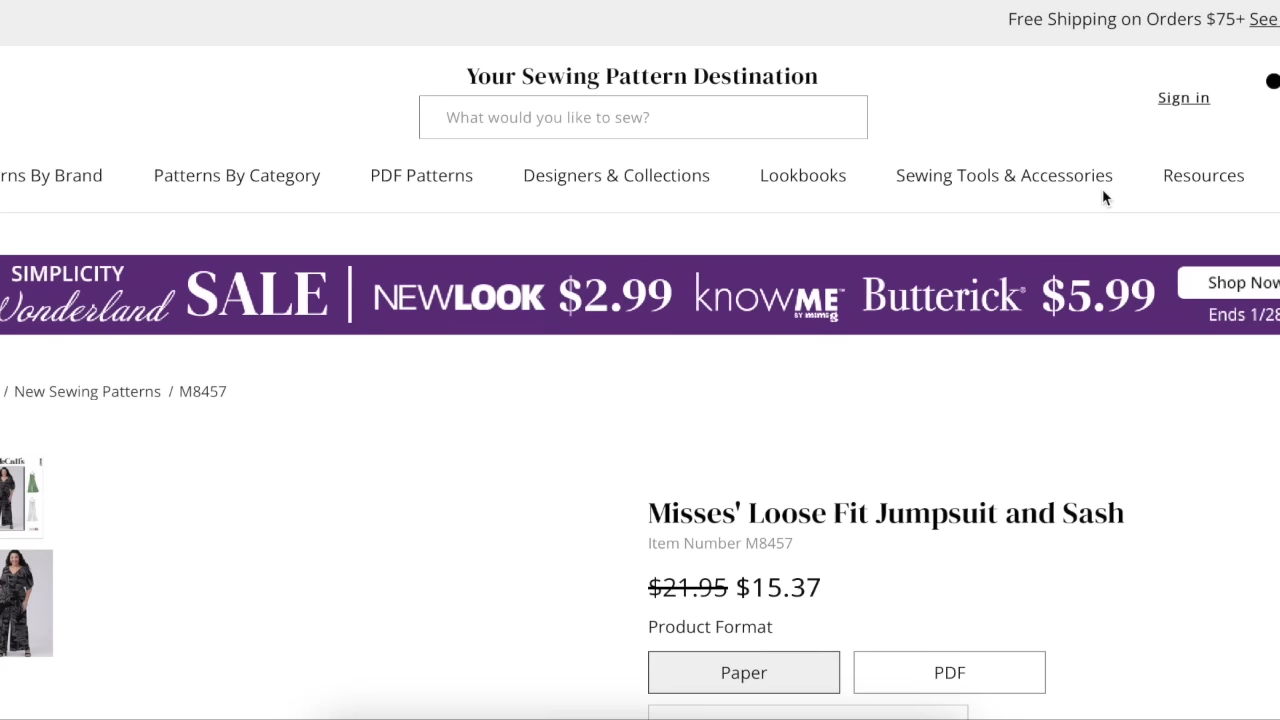 Free Shipping on Orders $75+ See
Your Sewing Pattern Destination
What would you like to sew?
Sign in
rns By Brand
Patterns By Category
PDF Patterns
Designers & Collections
Lookbooks
Sewing Tools & Accessories
Resources
SIMPLICITY
Wonderland
SALE
NEWLOOK $2.99
knowME™
BY mimi g
Butterick® $5.99
Shop Now
Ends 1/28
/ New Sewing Patterns / M8457
Misses' Loose Fit Jumpsuit and Sash
Item Number M8457
$21.95 $15.37
Product Format
Paper
PDF